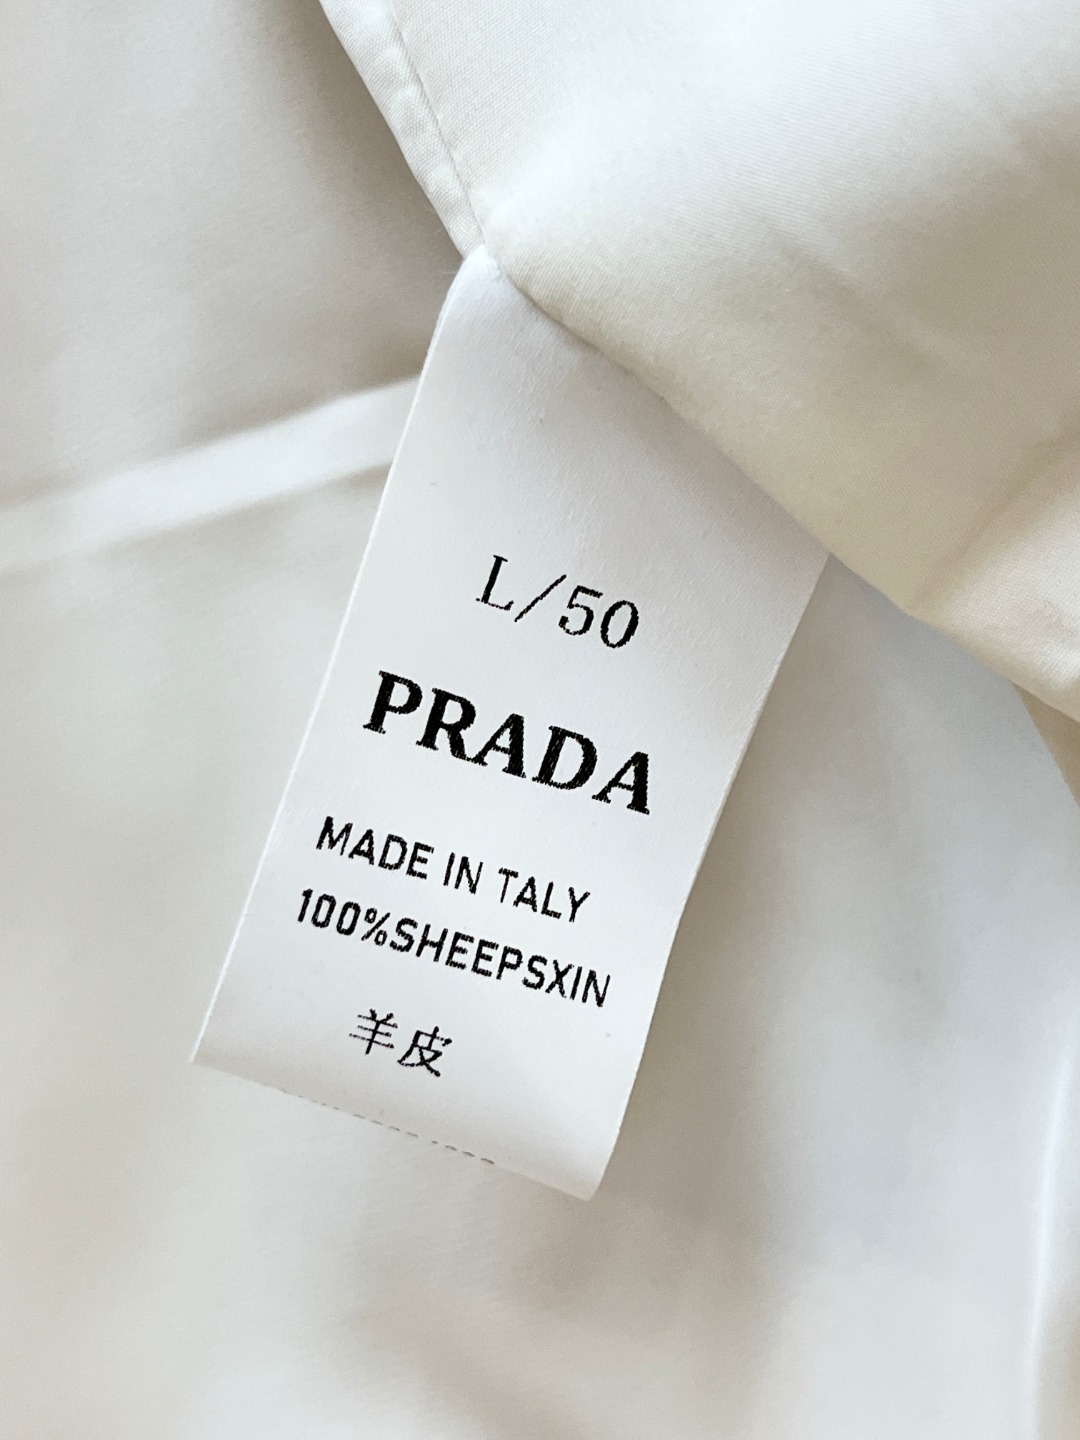 L/50
PRADA
MADE IN TALY
100%SHEEPSXIN
羊皮